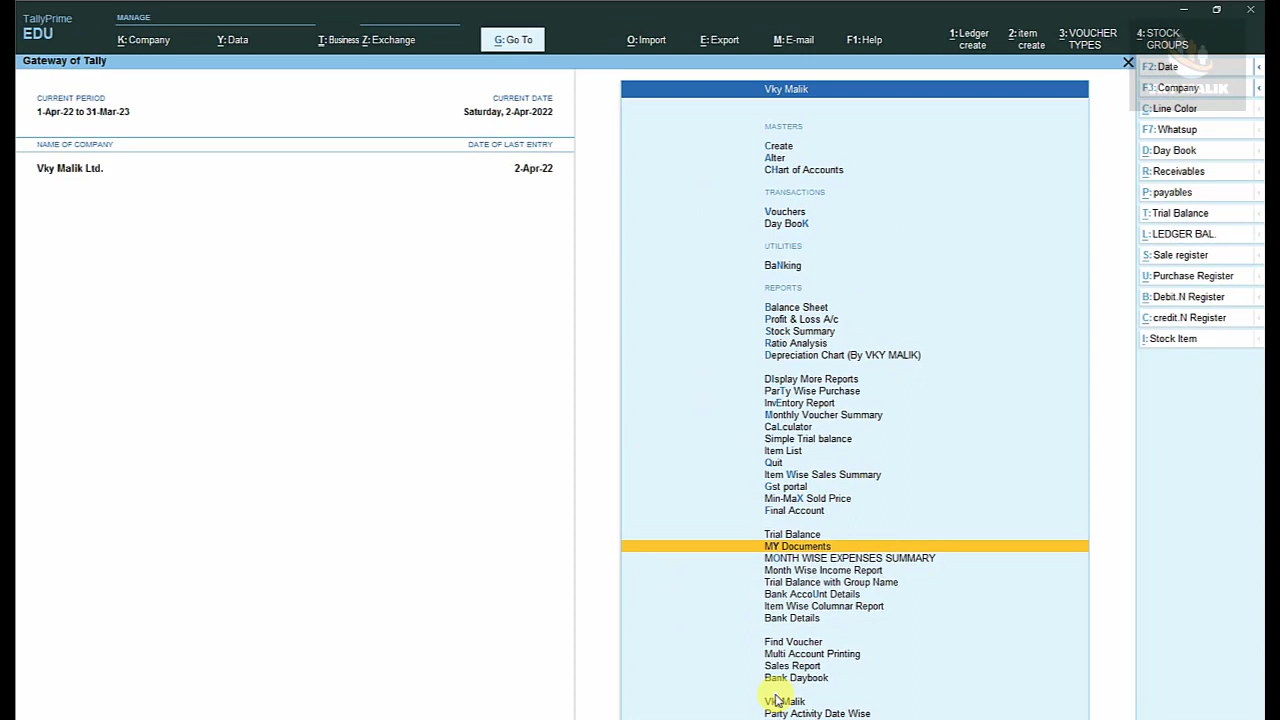 TallyPrime
EDU
MANAGE
K: Company
Y: Data
T: Business
Z: Exchange
G: Go To
O: Import
E: Export
M: E-mail
F1: Help
1: Ledger create
2: item create
3: VOUCHER TYPES
4: STOCK GROUPS
Gateway of Tally
CURRENT PERIOD
CURRENT DATE
1-Apr-22 to 31-Mar-23
Saturday, 2-Apr-2022
NAME OF COMPANY
DATE OF LAST ENTRY
Vky Malik Ltd.
2-Apr-22
Vky Malik
MASTERS
Create
Alter
CHart of Accounts
TRANSACTIONS
Vouchers
Day BooK
UTILITIES
BaNking
REPORTS
Balance Sheet
Profit & Loss A/c
Stock Summary
Ratio Analysis
Depreciation Chart (By VKY MALIK)
DIsplay More Reports
ParTy Wise Purchase
InvEntory Report
Monthly Voucher Summary
CaLculator
Simple Trial balance
Item List
Quit
Item Wise Sales Summary
Gst portal
Min-MaX Sold Price
Final Account
Trial Balance
MY Documents
MONTH WISE EXPENSES SUMMARY
Month Wise Income Report
Trial Balance with Group Name
Bank AccoUnt Details
Item Wise Columnar Report
Bank Details
Find Voucher
Multi Account Printing
Sales Report
Bank Daybook
Vky Malik
Party Activity Date Wise
F2: Date
F3: Company
C: Line Color
F7: Whatsup
D: Day Book
R: Receivables
P: payables
T: Trial Balance
L: LEDGER BAL.
S: Sale register
U: Purchase Register
B: Debit.N Register
C: credit.N Register
I: Stock Item